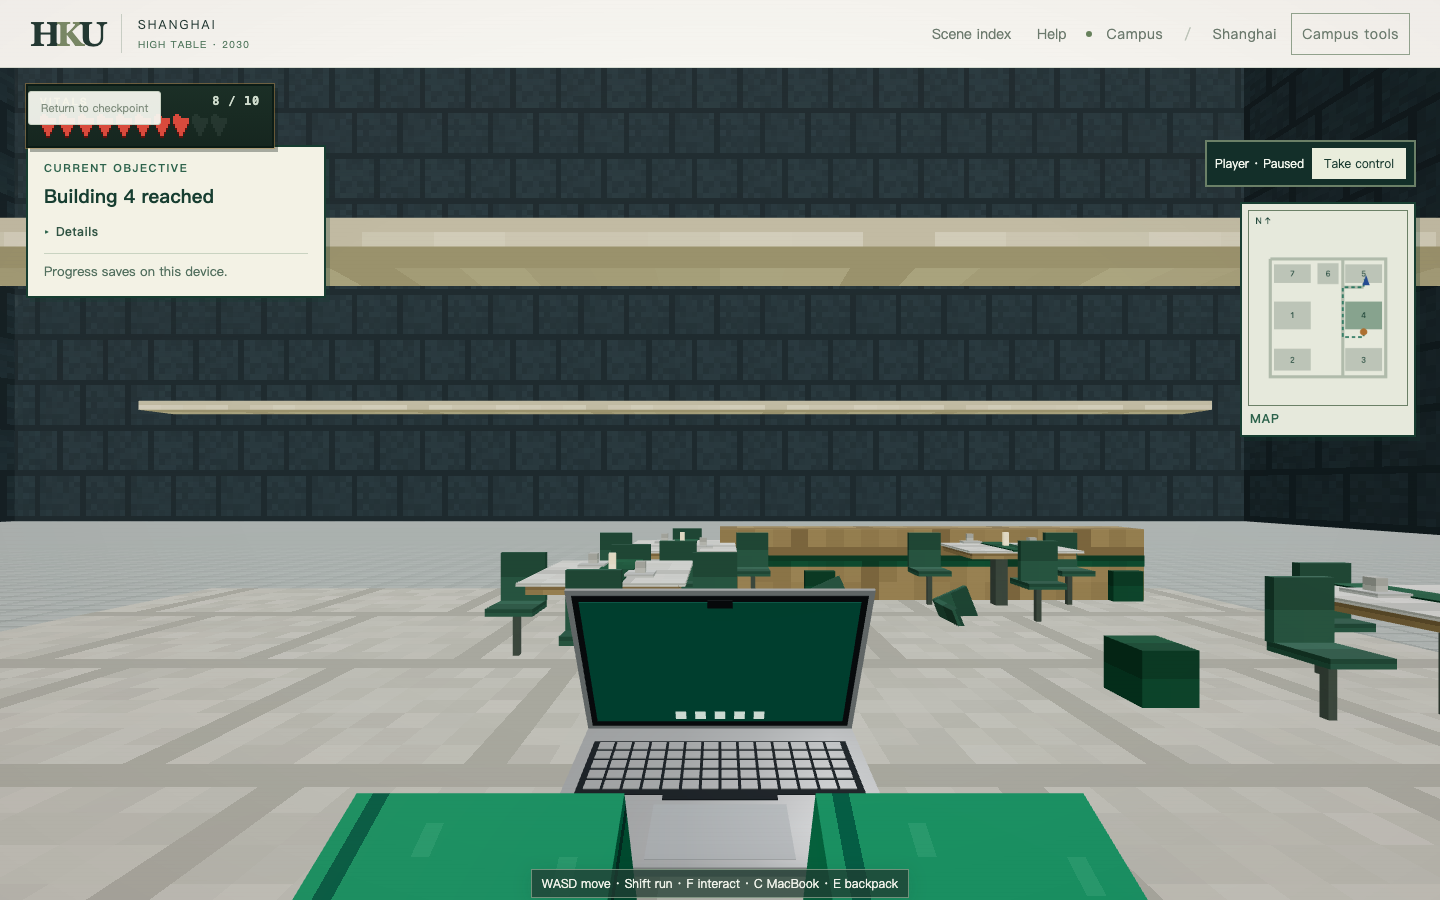 HKU
SHANGHAI
HIGH TABLE · 2030
Scene index
Help
Campus
/
Shanghai
Campus tools
8 / 10
Return to checkpoint
CURRENT OBJECTIVE
Building 4 reached
Details
Progress saves on this device.
Player · Paused
Take control
N↑
7
6
5
1
4
2
3
MAP
WASD move · Shift run · F interact · C MacBook · E backpack